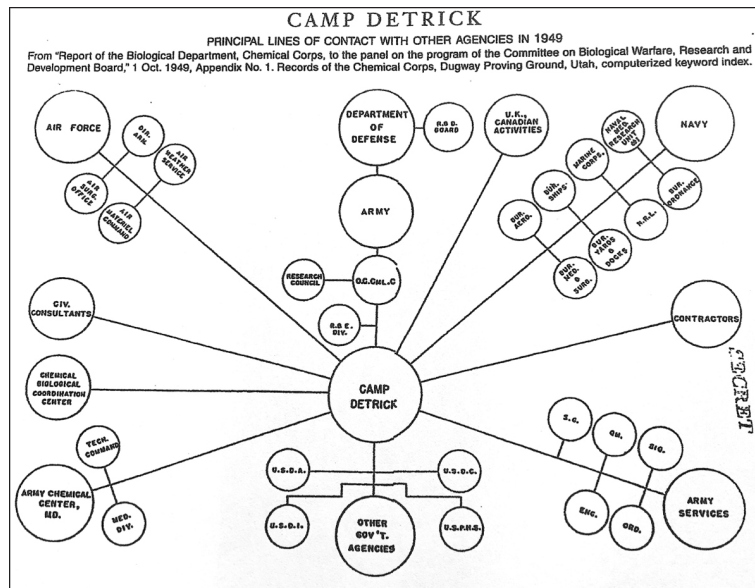 CAMP DETRICK
PRINCIPAL LINES OF CONTACT WITH OTHER AGENCIES IN 1949
From "Report of the Biological Department, Chemical Corps, to the panel on the program of the Committee on Biological Warfare, Research and
Development Board," 1 Oct. 1949, Appendix No. 1. Records of the Chemical Corps, Dugway Proving Ground, Utah, computerized keyword index.
AIR FORCE
DIR.
ARM.
AIR
WEATHER
SERVICE
AIR
SURG.
OFFICE
AIR
MATERIEL
COMMAND
DEPARTMENT
OF
DEFENSE
R.&D.
BOARD
U.K.,
CANADIAN
ACTIVITIES
NAVAL
MED.
RESEARCH
UNIT
NAVY
MARINE
CORPS.
BUR.
SHIPS
BUR.
AERO.
BUR.
ORDNANCE
N.R.L.
BUR.
YARDS
&
DOCKS
BUR.
MED.
&
SURG.
ARMY
RESEARCH
COUNCIL
O.C.CML.C
R.& E.
DIV.
CIV.
CONSULTANTS
CONTRACTORS
CHEMICAL
BIOLOGICAL
COORDINATION
CENTER
CAMP
DETRICK
TECH.
COMMAND
ARMY CHEMICAL
CENTER,
MD.
MED.
DIV.
U.S.D.A.
U.S.D.C.
U.S.D.I.
U.S.P.H.S.
OTHER
GOV'T.
AGENCIES
S.G.
QM.
SIG.
ENG.
ORD.
ARMY
SERVICES